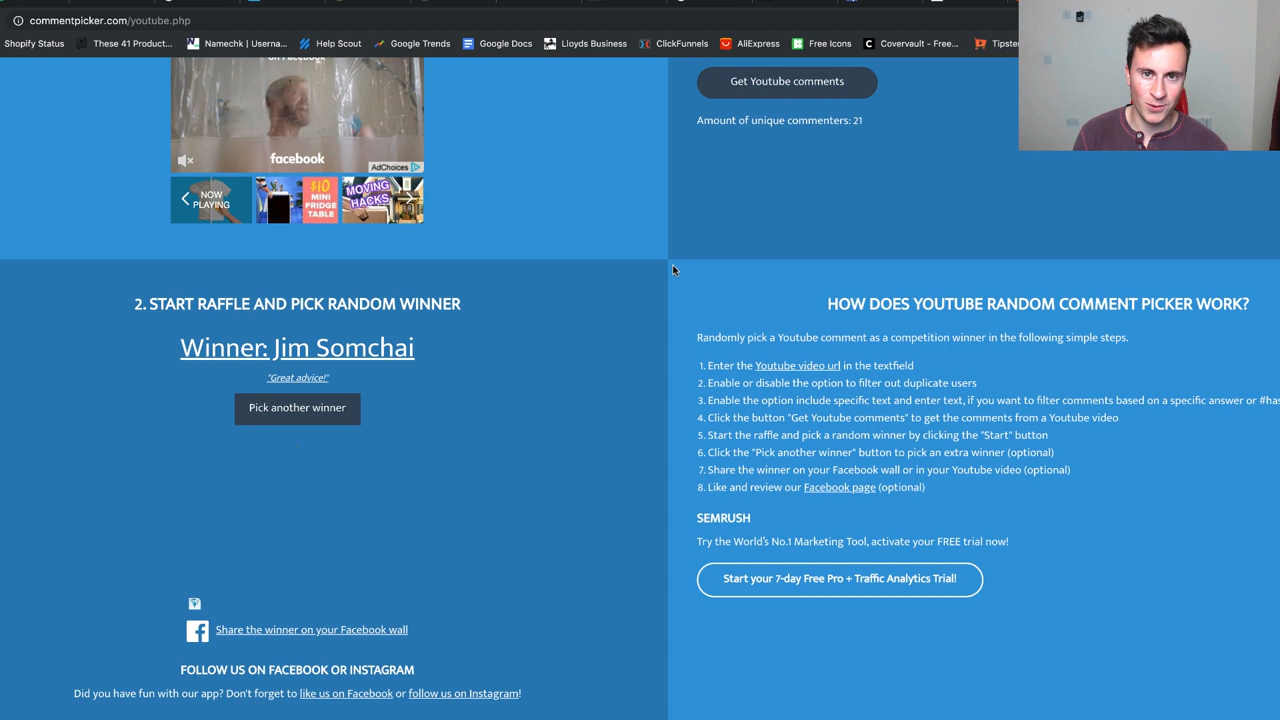 commentpicker.com/youtube.php
Shopify Status
These 41 Product...
Namechk | Userna...
Help Scout
Google Trends
Google Docs
Lloyds Business
ClickFunnels
AliExpress
Free Icons
Covervault - Free...
Tipster
on Facebook
facebook
AdChoices
NOW
PLAYING
$10
MINI
FRIDGE
TABLE
MOVING
HACKS
Get Youtube comments
Amount of unique commenters: 21
2. START RAFFLE AND PICK RANDOM WINNER
Winner: Jim Somchai
"Great advice!"
Pick another winner
Share the winner on your Facebook wall
FOLLOW US ON FACEBOOK OR INSTAGRAM
Did you have fun with our app? Don't forget to like us on Facebook or follow us on Instagram!
HOW DOES YOUTUBE RANDOM COMMENT PICKER WORK?
Randomly pick a Youtube comment as a competition winner in the following simple steps.
1. Enter the Youtube video url in the textfield
2. Enable or disable the option to filter out duplicate users
3. Enable the option include specific text and enter text, if you want to filter comments based on a specific answer or #has
4. Click the button "Get Youtube comments" to get the comments from a Youtube video
5. Start the raffle and pick a random winner by clicking the "Start" button
6. Click the "Pick another winner" button to pick an extra winner (optional)
7. Share the winner on your Facebook wall or in your Youtube video (optional)
8. Like and review our Facebook page (optional)
SEMRUSH
Try the World's No.1 Marketing Tool, activate your FREE trial now!
Start your 7-day Free Pro + Traffic Analytics Trial!